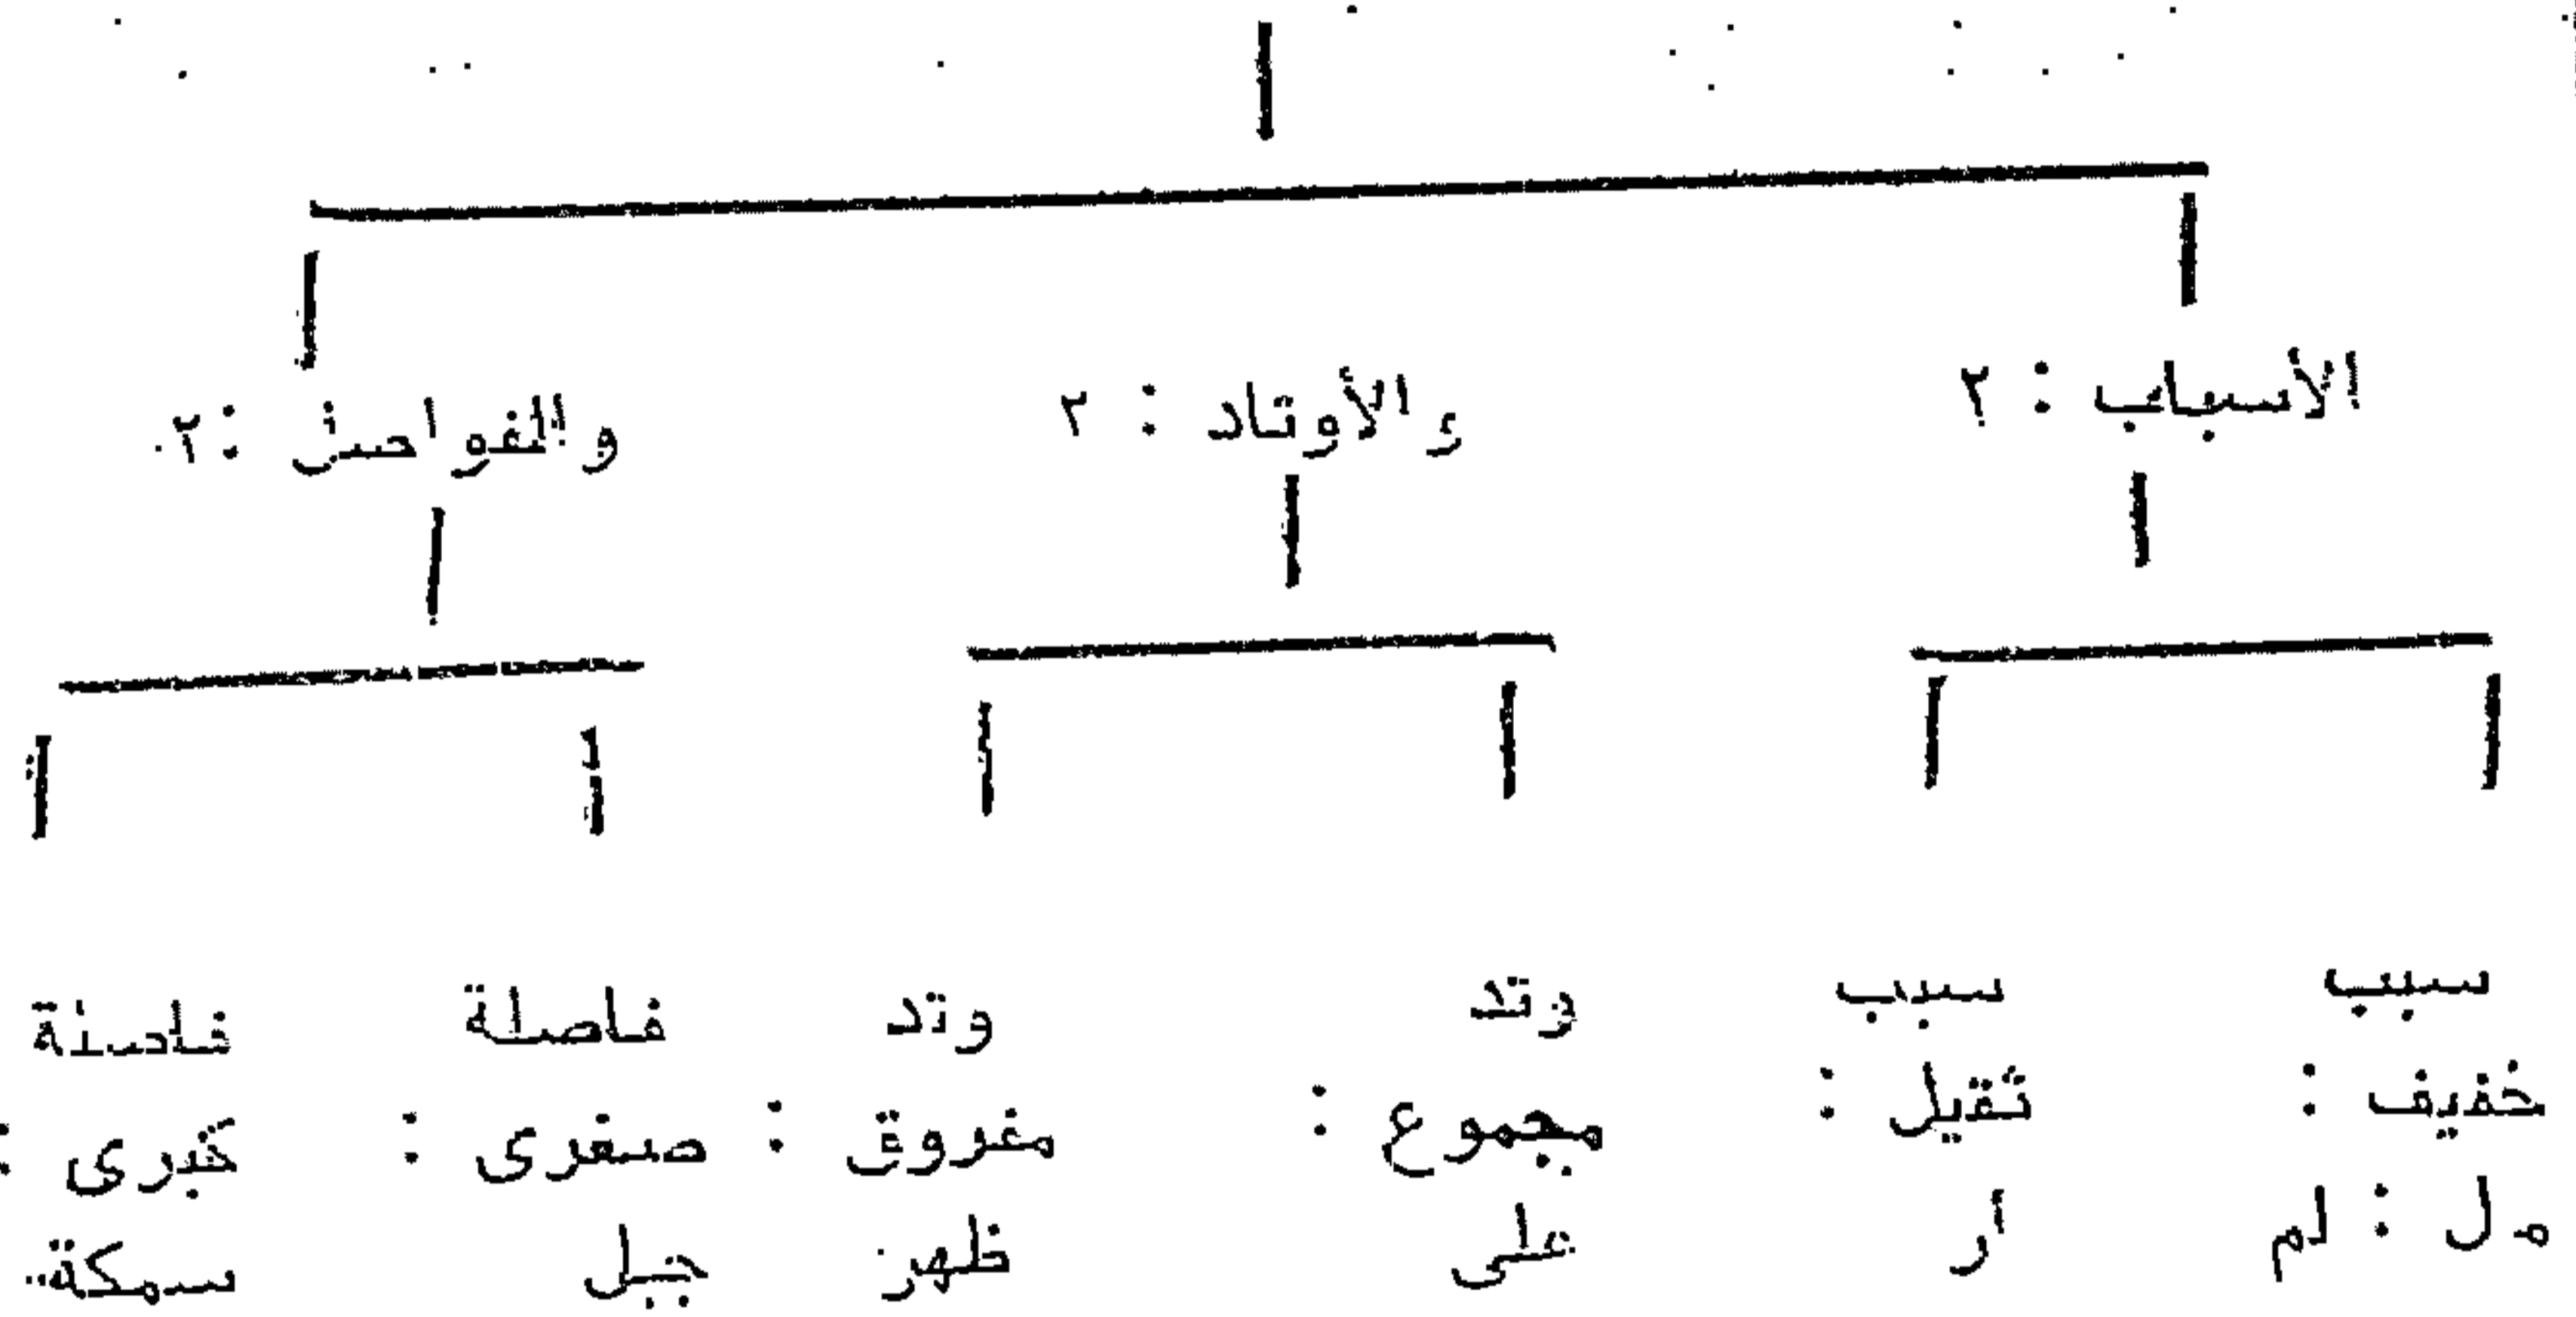 الأسباب : ٢
والأوتاد : ٢
والفواصل : ٢
سبب
خفيف :
مل : لم
سبب
ثقيل :
أر
وتد
مجموع :
على
وتد
مفروق :
ظهر
فاصلة
صغرى :
جبل
فاصلة
كبرى :
سمكة